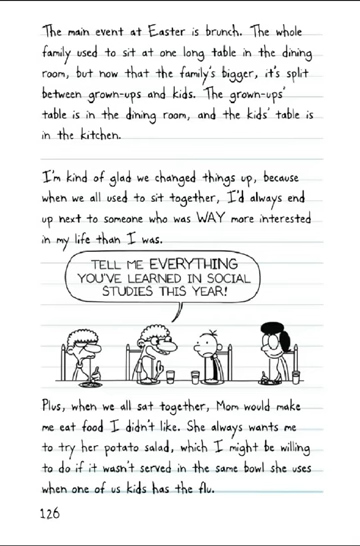 The main event at Easter is brunch. The whole
family used to sit at one long table in the dining
room, but now that the family's bigger, it's split
between grown-ups and kids. The grown-ups'
table is in the dining room, and the kids' table is
in the kitchen.
I'm kind of glad we changed things up, because
when we all used to sit together, I'd always end
up next to someone who was WAY more interested
in my life than I was.
TELL ME EVERYTHING
YOU'VE LEARNED IN SOCIAL
STUDIES THIS YEAR!
Plus, when we all sat together, Mom would make
me eat food I didn't like. She always wants me
to try her potato salad, which I might be willing
to do if it wasn't served in the same bowl she uses
when one of us kids has the flu.
126